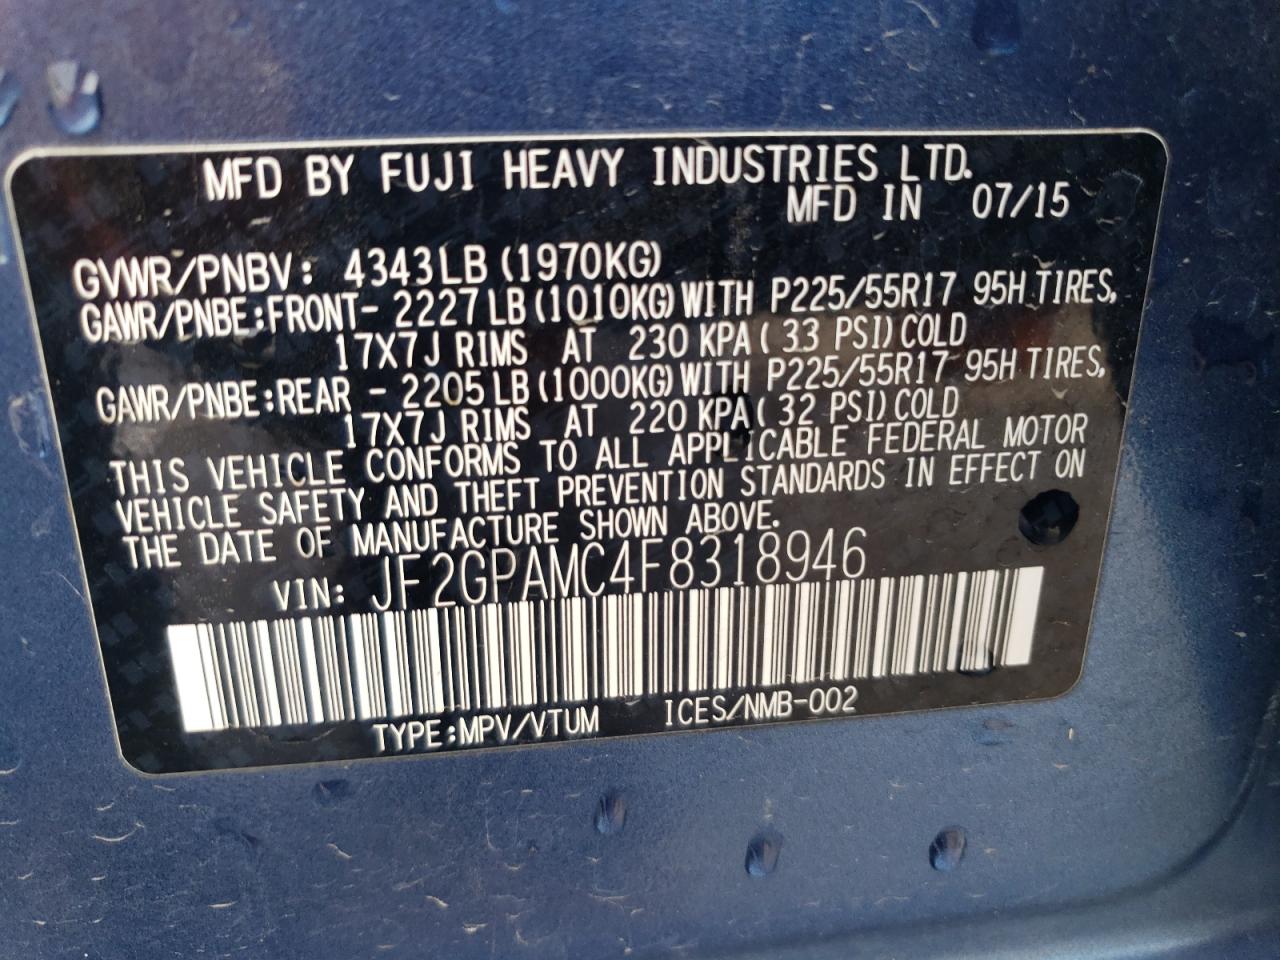 MFD BY FUJI HEAVY INDUSTRIES LTD.
MFD IN 07/15
GVWR/PNBV: 4343LB (1970KG)
GAWR/PNBE:FRONT- 2227LB (1010KG) WITH P225/55R17 95H TIRES,
17X7J RIMS AT 230 KPA ( 33 PSI) COLD
GAWR/PNBE:REAR - 2205LB (1000KG) WITH P225/55R17 95H TIRES,
17X7J RIMS AT 220 KPA ( 32 PSI) COLD
THIS VEHICLE CONFORMS TO ALL APPLICABLE FEDERAL MOTOR
VEHICLE SAFETY AND THEFT PREVENTION STANDARDS IN EFFECT ON
THE DATE OF MANUFACTURE SHOWN ABOVE.
VIN: JF2GPAMC4F8318946
TYPE:MPV/VTUM ICES/NMB-002